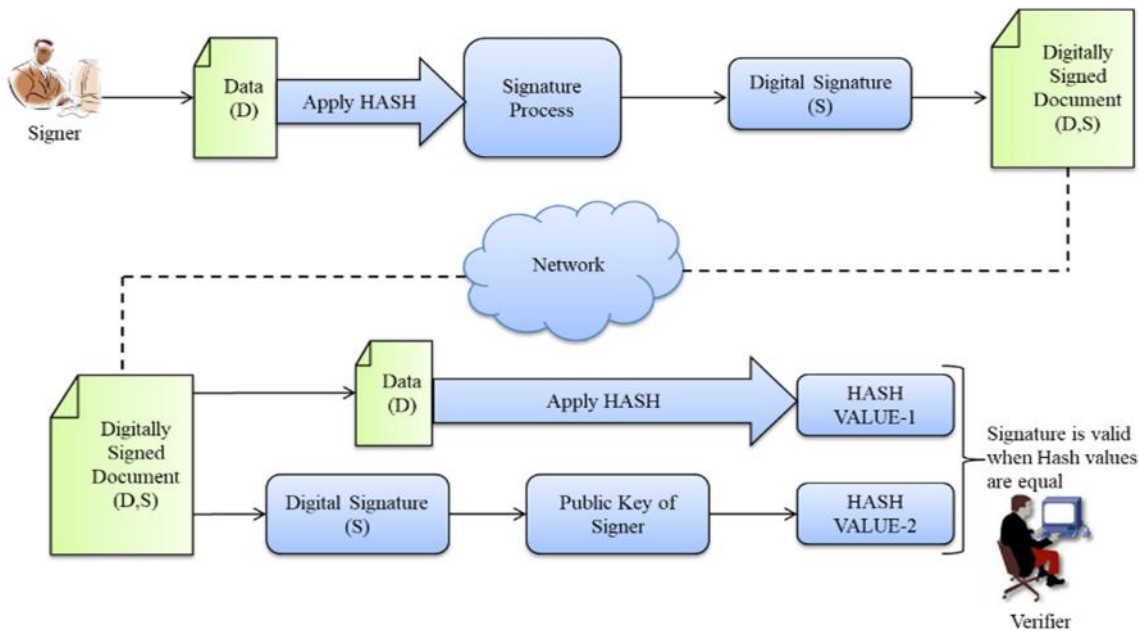 Signer
Data
(D)
Apply HASH
Signature
Process
Digital Signature
(S)
Digitally
Signed
Document
(D,S)
Network
Digitally
Signed
Document
(D,S)
Data
(D)
Apply HASH
HASH
VALUE-1
Digital Signature
(S)
Public Key of
Signer
HASH
VALUE-2
Signature is valid
when Hash values
are equal
Verifier